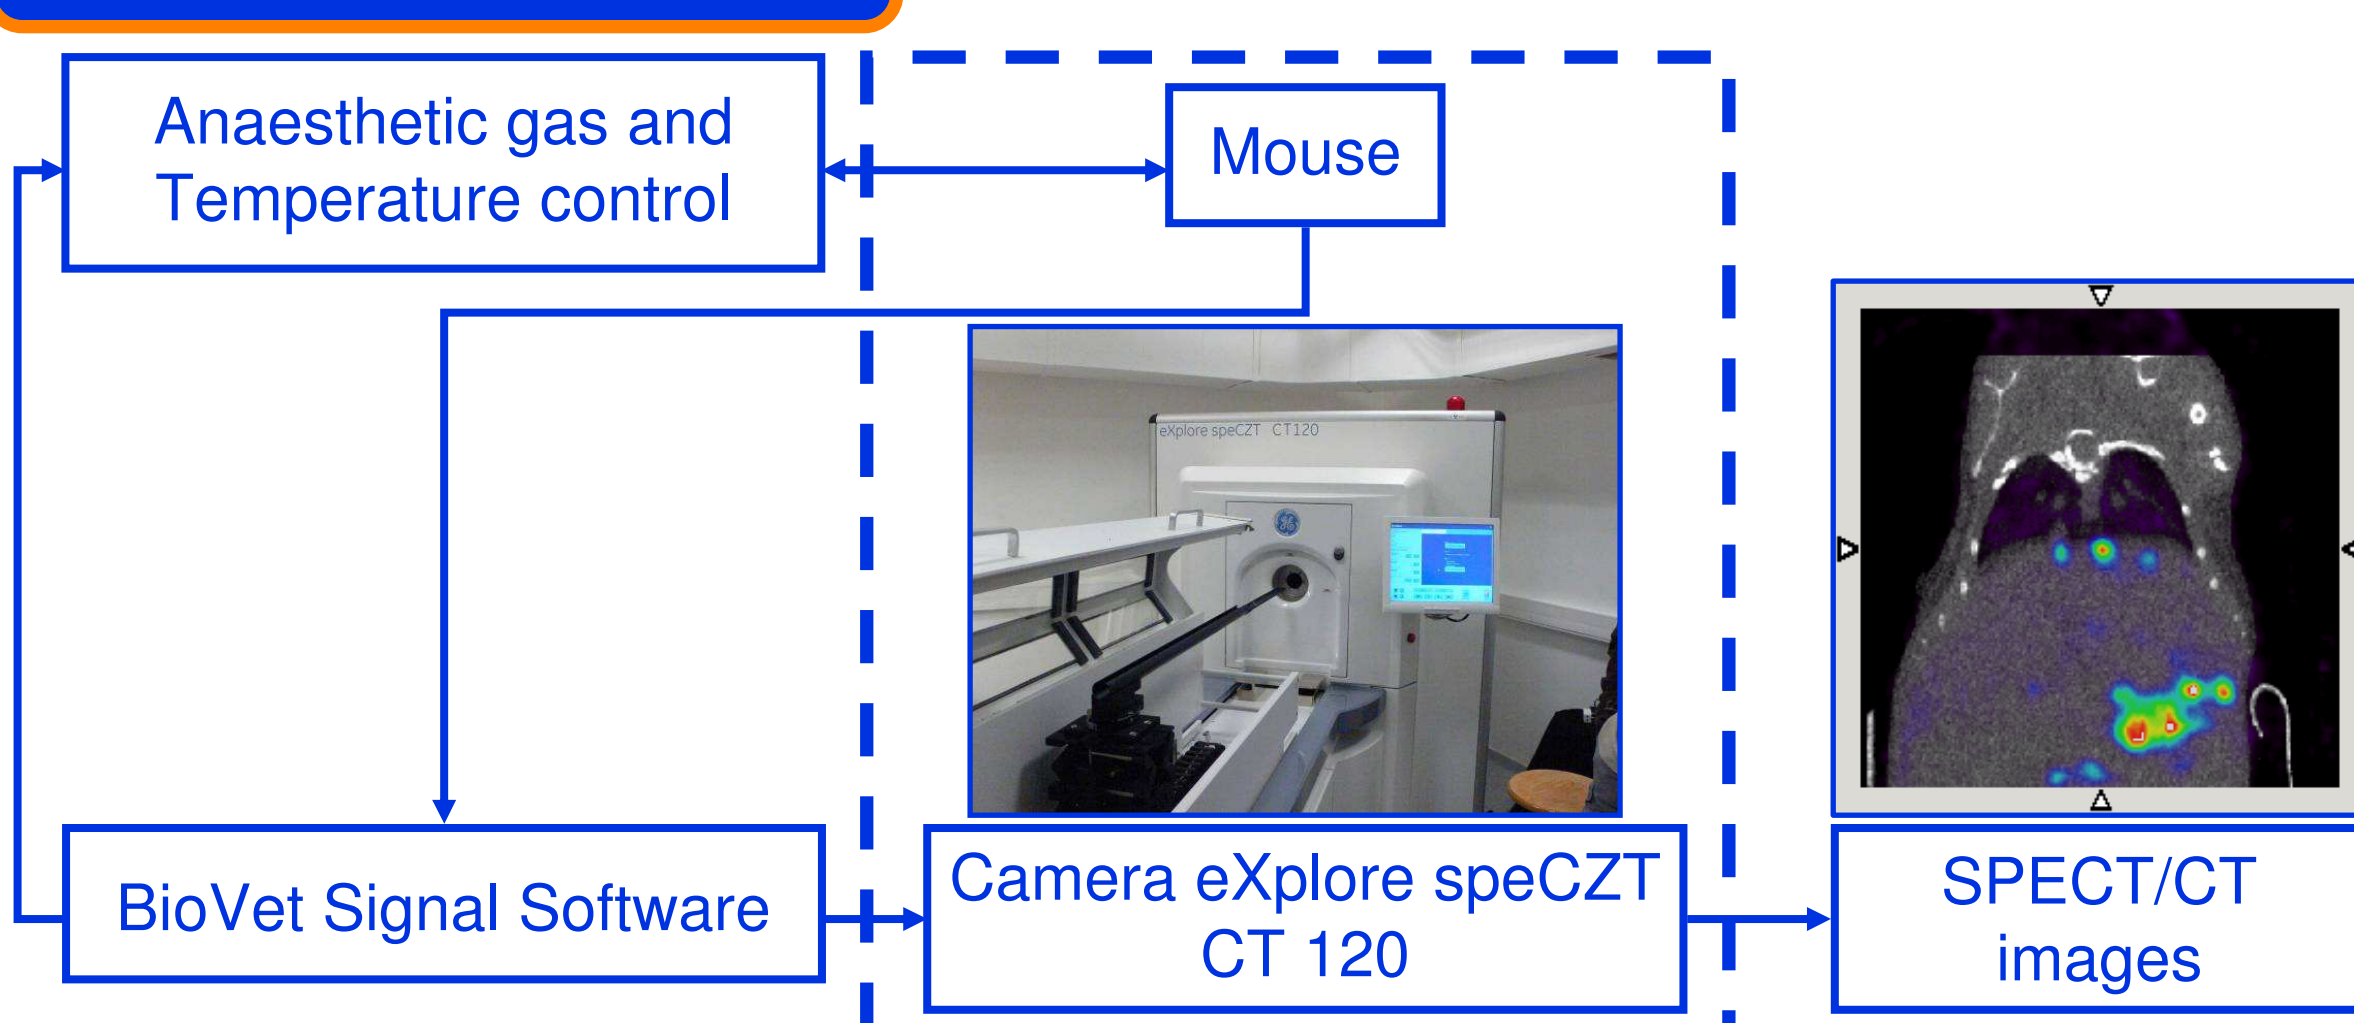 Anaesthetic gas and
Temperature control
Mouse
eXplore speCZT CT120
BioVet Signal Software
Camera eXplore speCZT
CT 120
SPECT/CT
images